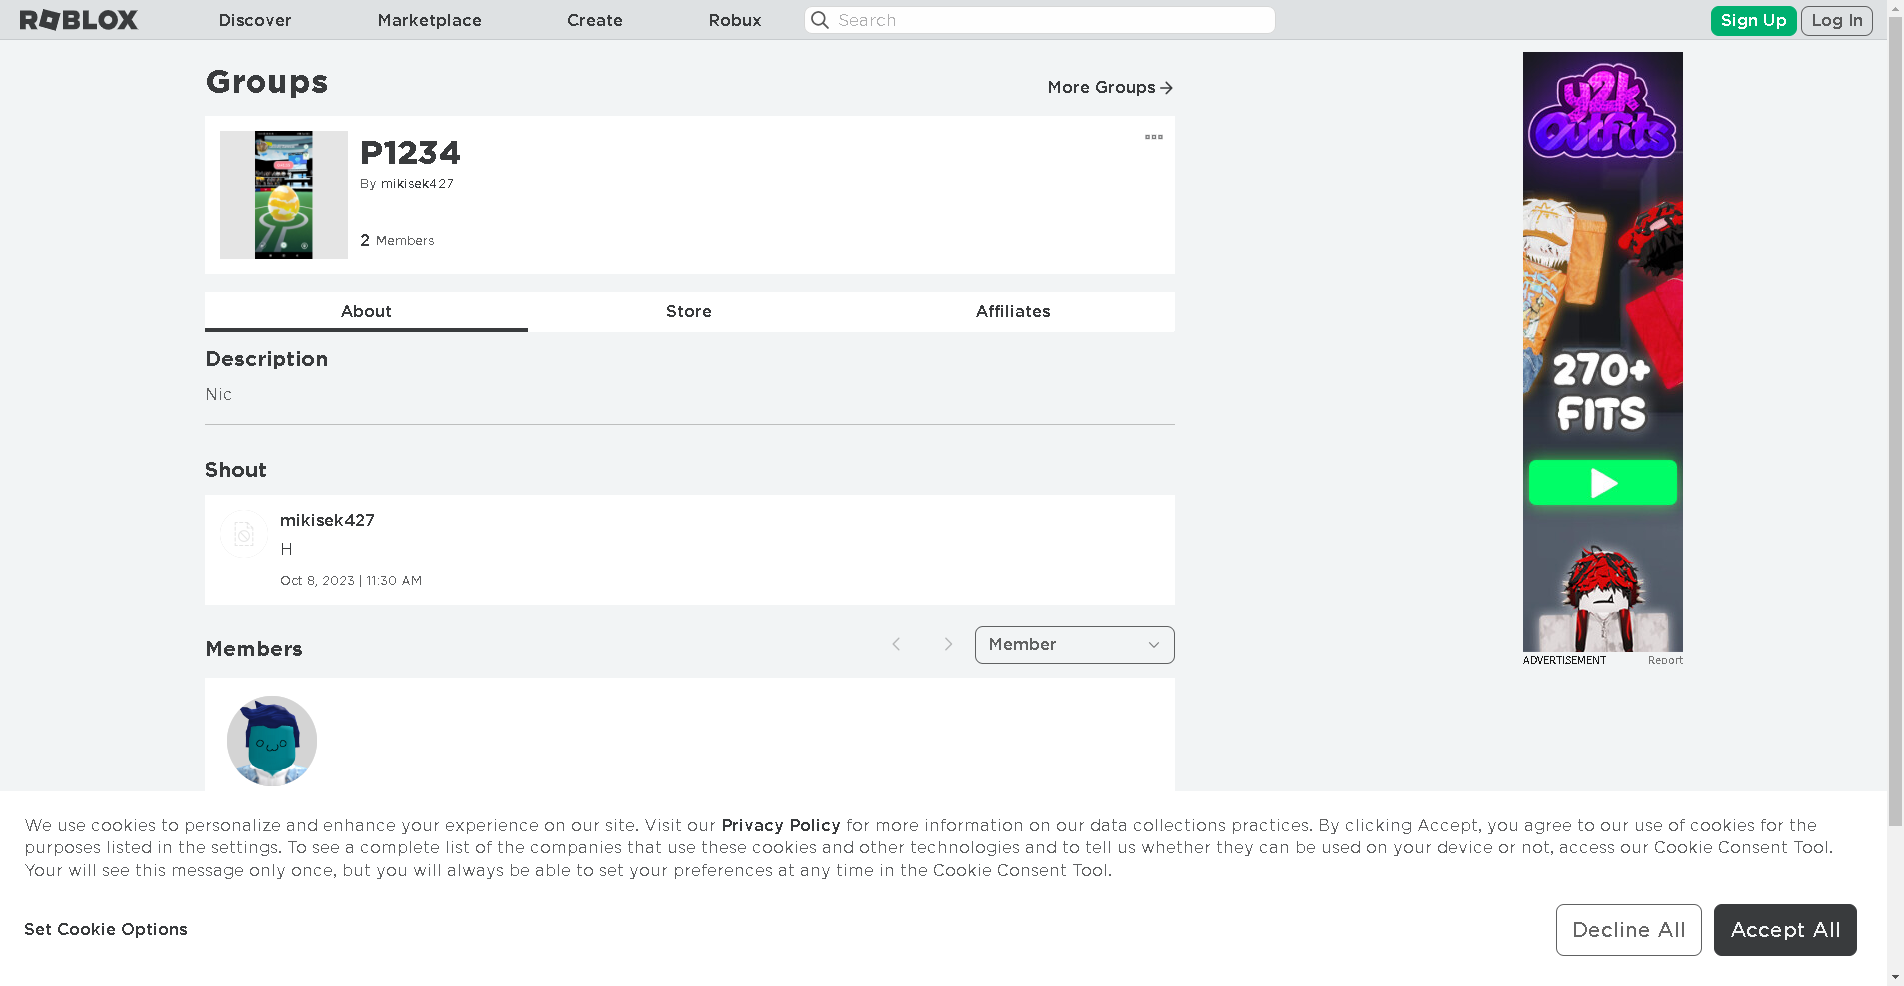 ROBLOX Discover Marketplace Create Robux Search Sign Up Log In
Groups
More Groups
P1234
By mikisek427
2 Members
About Store Affiliates
Description
Nic
Shout
mikisek427
H
Oct 8, 2023 | 11:30 AM
Members
Member
y2k
Outfits
270+
FITS
ADVERTISEMENT Report
We use cookies to personalize and enhance your experience on our site. Visit our Privacy Policy for more information on our data collections practices. By clicking Accept, you agree to our use of cookies for the
purposes listed in the settings. To see a complete list of the companies that use these cookies and other technologies and to tell us whether they can be used on your device or not, access our Cookie Consent Tool.
Your will see this message only once, but you will always be able to set your preferences at any time in the Cookie Consent Tool.
Set Cookie Options
Decline All Accept All